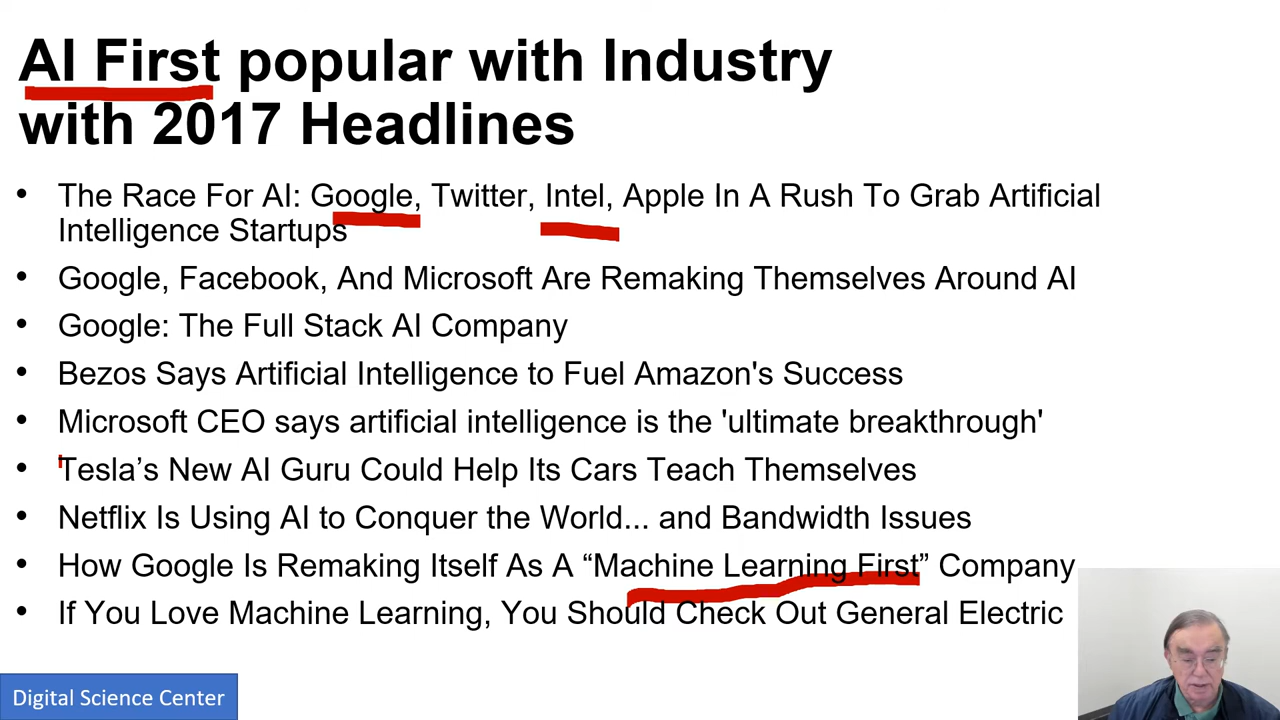 AI First popular with Industry
with 2017 Headlines
• The Race For AI: Google, Twitter, Intel, Apple In A Rush To Grab Artificial
Intelligence Startups
• Google, Facebook, And Microsoft Are Remaking Themselves Around AI
• Google: The Full Stack AI Company
• Bezos Says Artificial Intelligence to Fuel Amazon's Success
• Microsoft CEO says artificial intelligence is the 'ultimate breakthrough'
• Tesla’s New AI Guru Could Help Its Cars Teach Themselves
• Netflix Is Using AI to Conquer the World... and Bandwidth Issues
• How Google Is Remaking Itself As A “Machine Learning First” Company
• If You Love Machine Learning, You Should Check Out General Electric
Digital Science Center